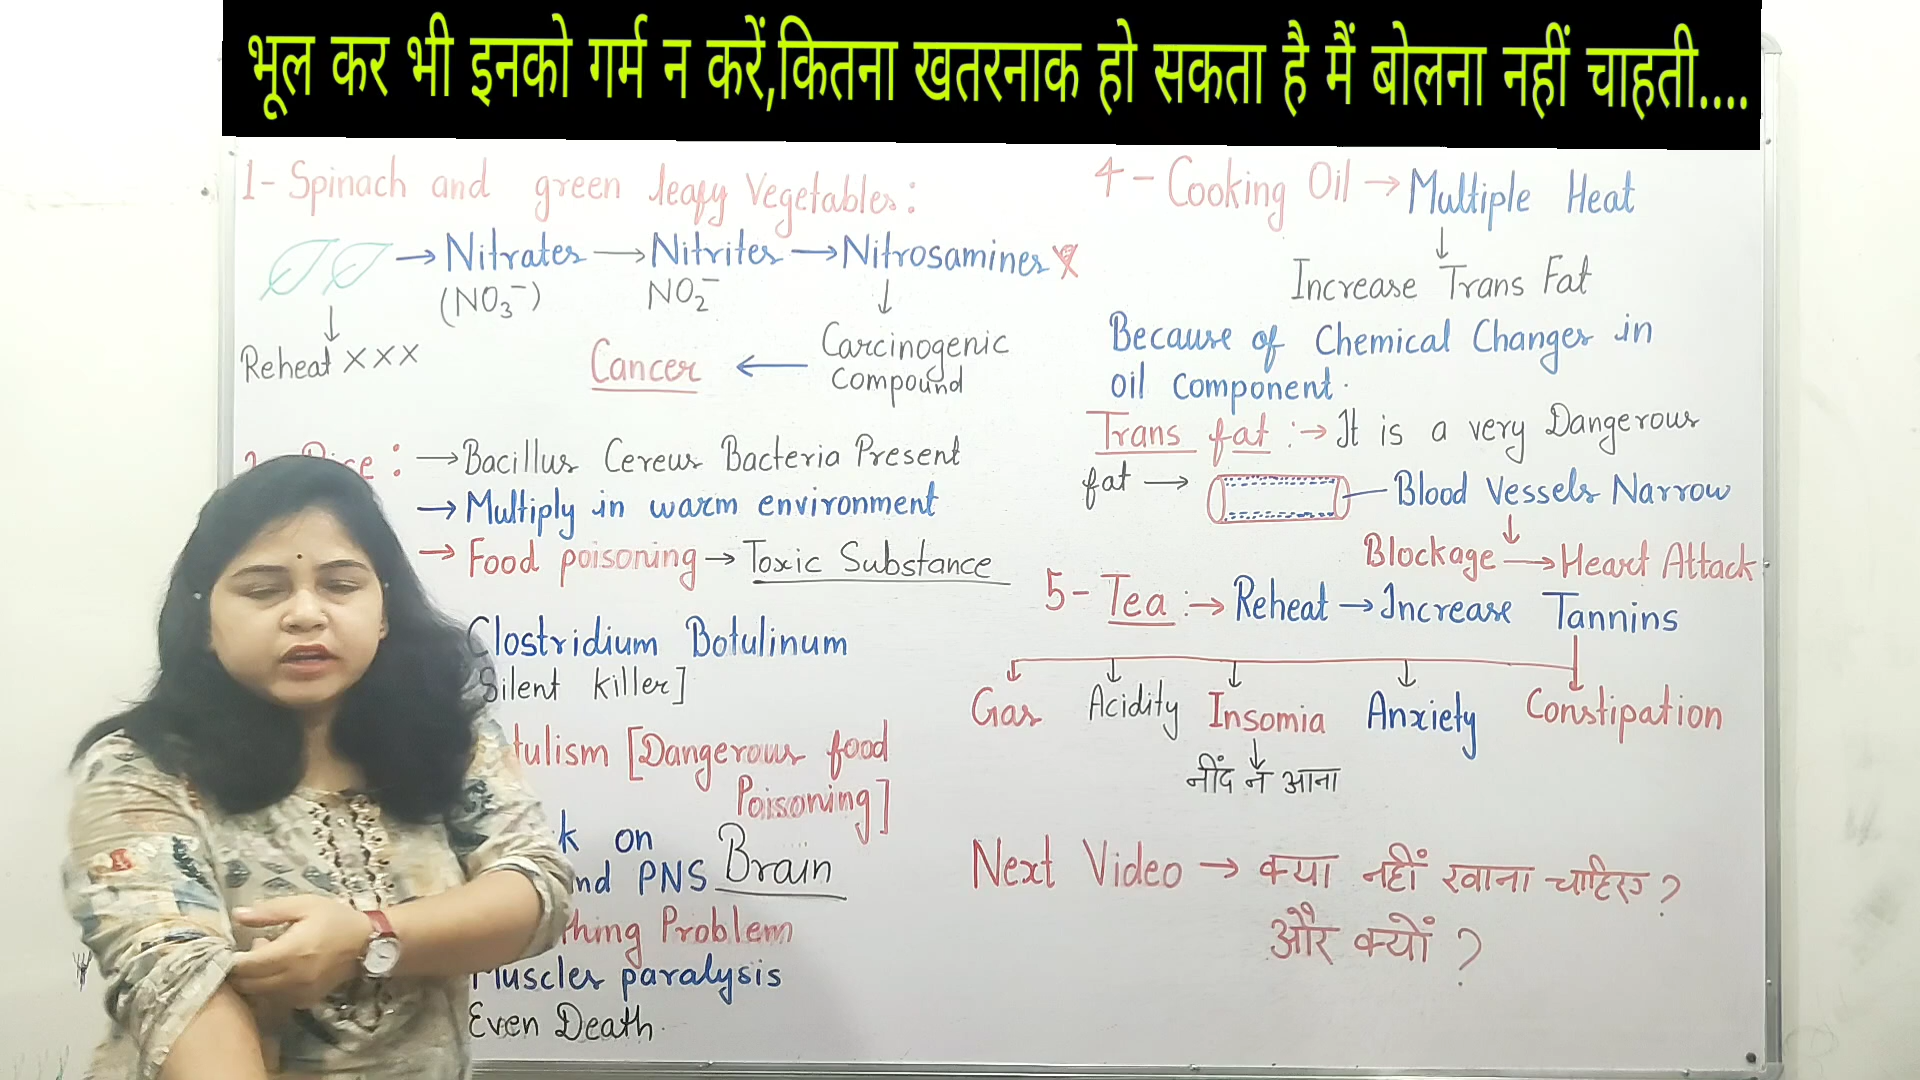 भूल कर भी इनको गर्म न करें,कितना खतरनाक हो सकता है मैं बोलना नहीं चाहती....
1- Spinach and green leafy Vegetables:
→ Nitrates → Nitrites → Nitrosamines
(NO₃⁻) NO₂⁻
↓ ↓
Reheat XXX Cancer ← Carcinogenic
Compound
: → Bacillus Cereus Bacteria Present
→ Multiply in warm environment
→ Food poisoning → Toxic Substance
Clostridium Botulinum
Silent killer]
[Dangerous food
Poisoning]
on
PNS Brain
Problem
Muscles paralysis
Even Death.
4 - Cooking Oil → Multiple Heat
↓
Increase Trans Fat
Because of Chemical Changes in
oil component.
Trans fat :→ It is a very Dangerous
fat → Blood Vessels Narrow
↓
Blockage → Heart Attack
5- Tea :→ Reheat → Increase Tannins
Gas Acidity Insomia Anxiety Constipation
↓
नींद न आना
Next Video → क्या नहीं खाना चाहिए ?
और क्यों ?